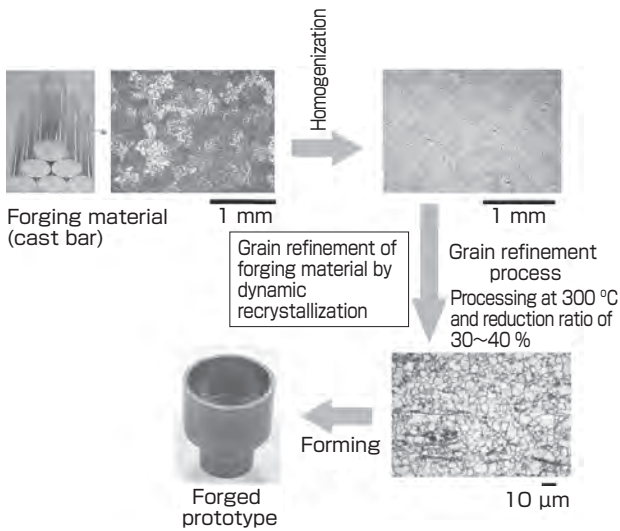 Homogenization
Forging material
(cast bar)
1 mm
1 mm
Grain refinement of
forging material by
dynamic
recrystallization
Grain refinement
process
Processing at 300 ºC
and reduction ratio of
30～40 %
Forming
Forged
prototype
10 µm